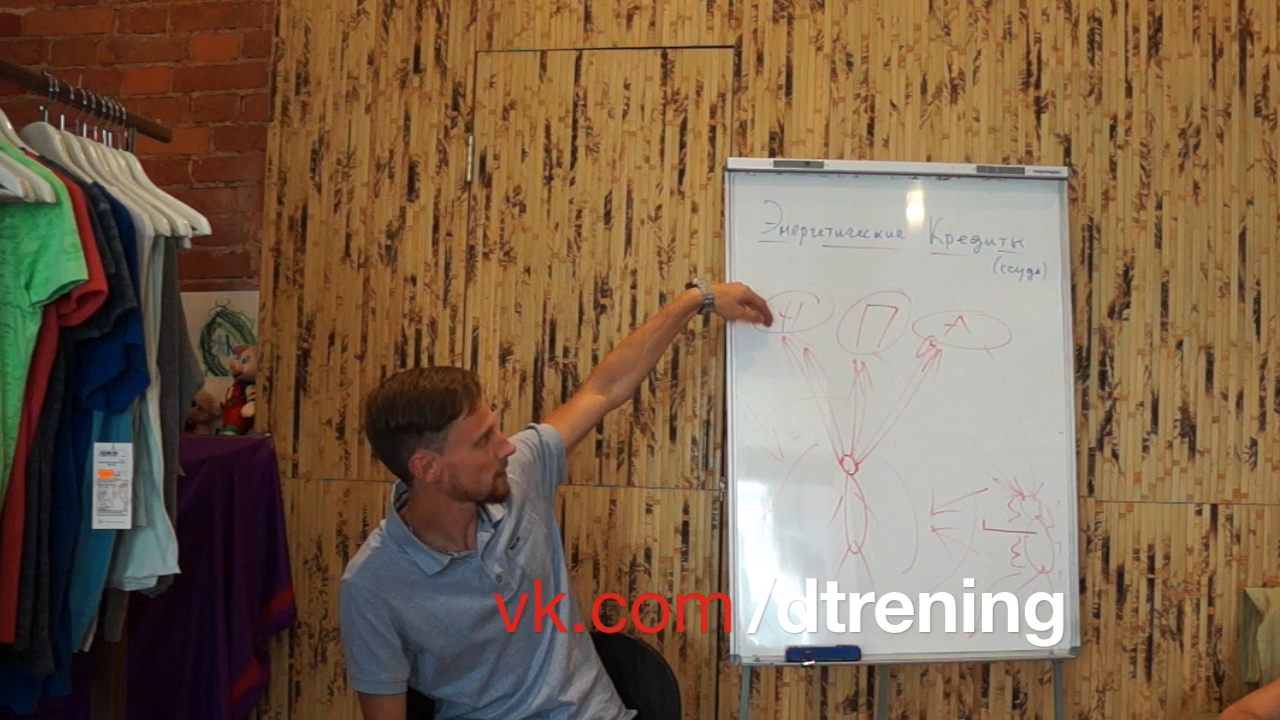 Энергетические Кредиты
(ссуда)
Н П А
vk.com/dtrening